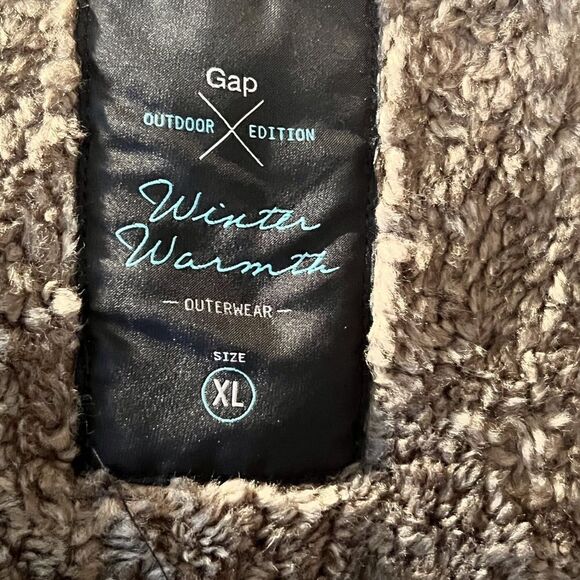 Gap
OUTDOOR EDITION
Winter
Warmth
— OUTERWEAR —
SIZE
XL